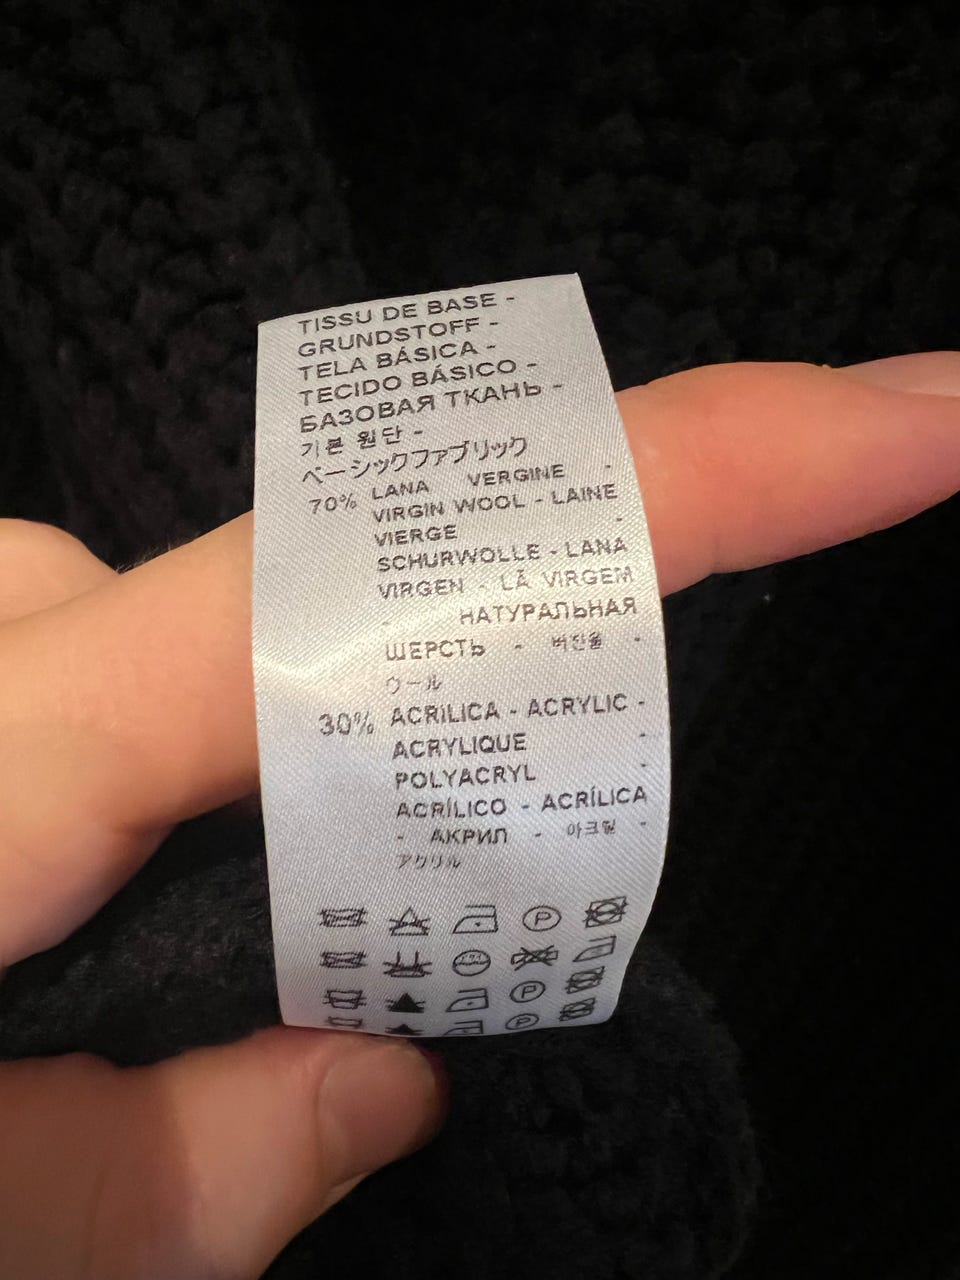 TISSU DE BASE -
GRUNDSTOFF -
TELA BÁSICA -
TECIDO BÁSICO -
БАЗОВАЯ ТКАНЬ -
기본 원단 -
ベーシックファブリック
70% LANA VERGINE -
VIRGIN WOOL - LAINE
VIERGE -
SCHURWOLLE - LANA
VIRGEN - LÃ VIRGEM
- НАТУРАЛЬНАЯ
ШЕРСТЬ - 버진울 -
ウール
30% ACRILICA - ACRYLIC -
ACRYLIQUE -
POLYACRYL -
ACRÍLICO - ACRÍLICA
- АКРИЛ - 아크릴 -
アクリル
P
P
P